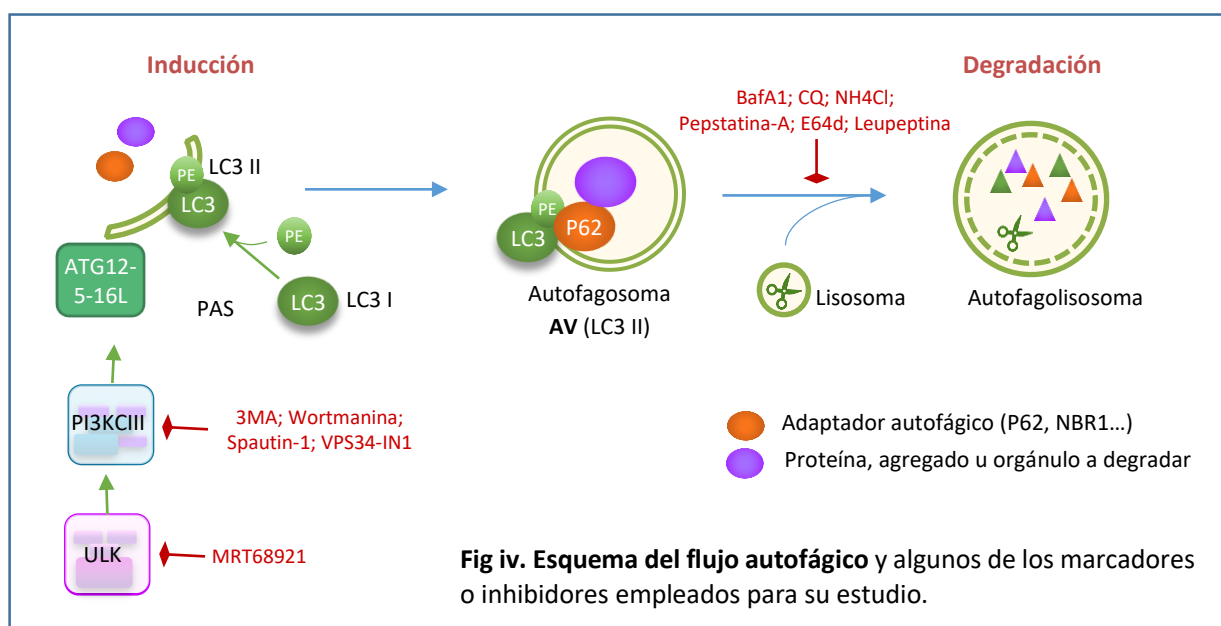 Inducción
Degradación
BafA1; CQ; NH4Cl;
Pepstatina-A; E64d; Leupeptina
PE
LC3 II
LC3
PE
ATG12-
5-16L
PAS
LC3
LC3 I
PE
LC3
P62
Autofagosoma
AV (LC3 II)
Lisosoma
Autofagolisosoma
PI3KCIII
3MA; Wortmanina;
Spautin-1; VPS34-IN1
Adaptador autofágico (P62, NBR1...)
Proteína, agregado u orgánulo a degradar
ULK
MRT68921
Fig iv. Esquema del flujo autofágico y algunos de los marcadores
o inhibidores empleados para su estudio.